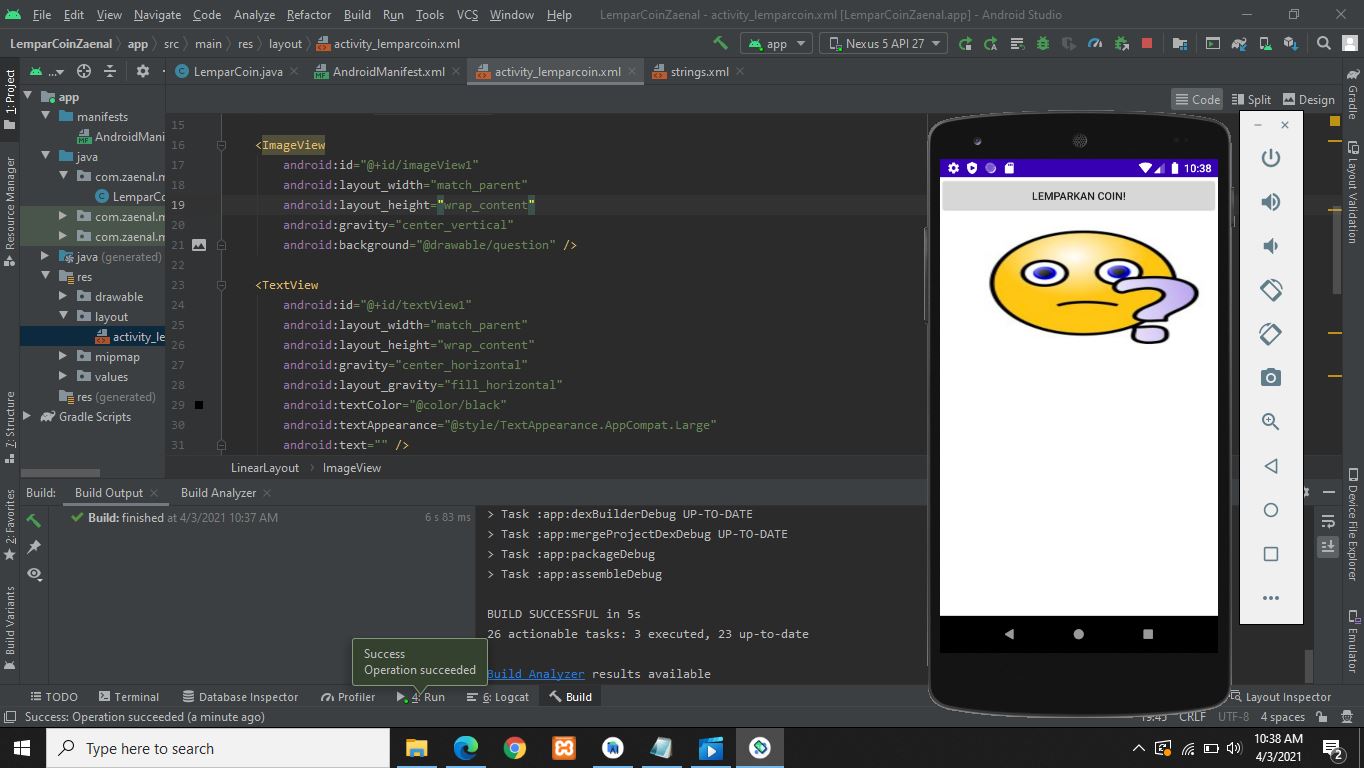 File Edit View Navigate Code Analyze Refactor Build Run Tools VCS Window Help LemparCoinZaenal - activity_lemparcoin.xml [LemparCoinZaenal.app] - Android Studio
LemparCoinZaenal app src main res layout activity_lemparcoin.xml app Nexus 5 API 27
... LemparCoin.java AndroidManifest.xml activity_lemparcoin.xml strings.xml
Code Split Design
1: Project
Resource Manager
7: Structure
2: Favorites
Build Variants
app
manifests
AndroidMani
java
com.zaenal.m
LemparCo
com.zaenal.m
com.zaenal.m
java (generated)
res
drawable
layout
activity_le
mipmap
values
res (generated)
Gradle Scripts
15
16 <ImageView
17 android:id="@+id/imageView1"
18 android:layout_width="match_parent"
19 android:layout_height="wrap_content"
20 android:gravity="center_vertical"
21 android:background="@drawable/question" />
22
23 <TextView
24 android:id="@+id/textView1"
25 android:layout_width="match_parent"
26 android:layout_height="wrap_content"
27 android:gravity="center_horizontal"
28 android:layout_gravity="fill_horizontal"
29 android:textColor="@color/black"
30 android:textAppearance="@style/TextAppearance.AppCompat.Large"
31 android:text="" />
LinearLayout ImageView
10:38
LEMPARKAN COIN!
Gradle
Layout Validation
Device File Explorer
Emulator
Build: Build Output Build Analyzer
Build: finished at 4/3/2021 10:37 AM 6 s 83 ms
> Task :app:dexBuilderDebug UP-TO-DATE
> Task :app:mergeProjectDexDebug UP-TO-DATE
> Task :app:packageDebug
> Task :app:assembleDebug
BUILD SUCCESSFUL in 5s
26 actionable tasks: 3 executed, 23 up-to-date
Build Analyzer results available
Success
Operation succeeded
TODO Terminal Database Inspector Profiler 4: Run 6: Logcat Build Layout Inspector
Success: Operation succeeded (a minute ago) 19:45 CRLF UTF-8 4 spaces
Type here to search
10:38 AM
4/3/2021
2